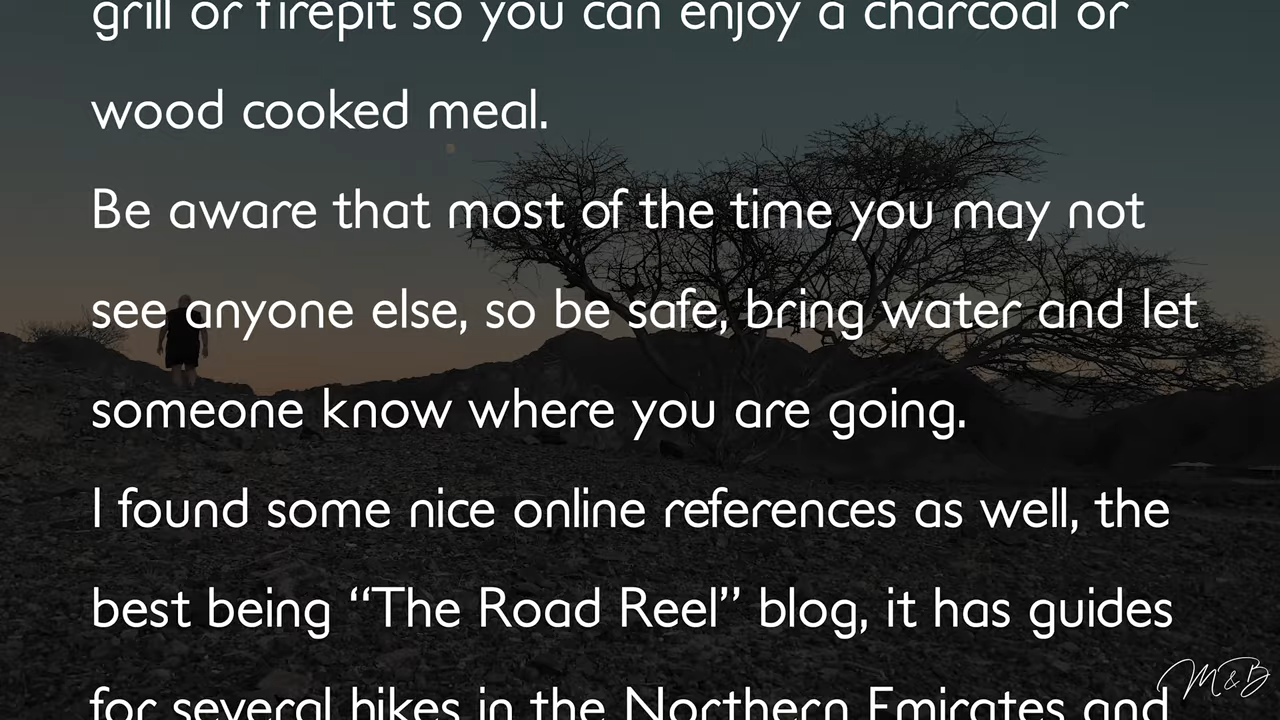 grill or firepit so you can enjoy a charcoal or
wood cooked meal.
Be aware that most of the time you may not
see anyone else, so be safe, bring water and let
someone know where you are going.
I found some nice online references as well, the
best being “The Road Reel” blog, it has guides
for several hikes in the Northern Emirates and
M&B